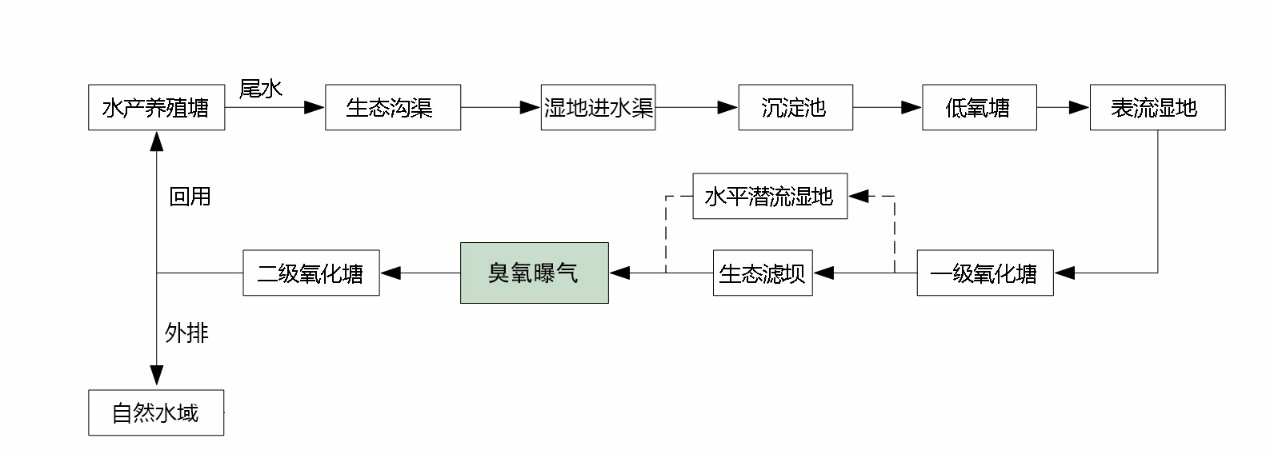 水产养殖塘
尾水
生态沟渠
湿地进水渠
沉淀池
低氧塘
表流湿地
回用
水平潜流湿地
二级氧化塘
臭氧曝气
生态滤坝
一级氧化塘
外排
自然水域